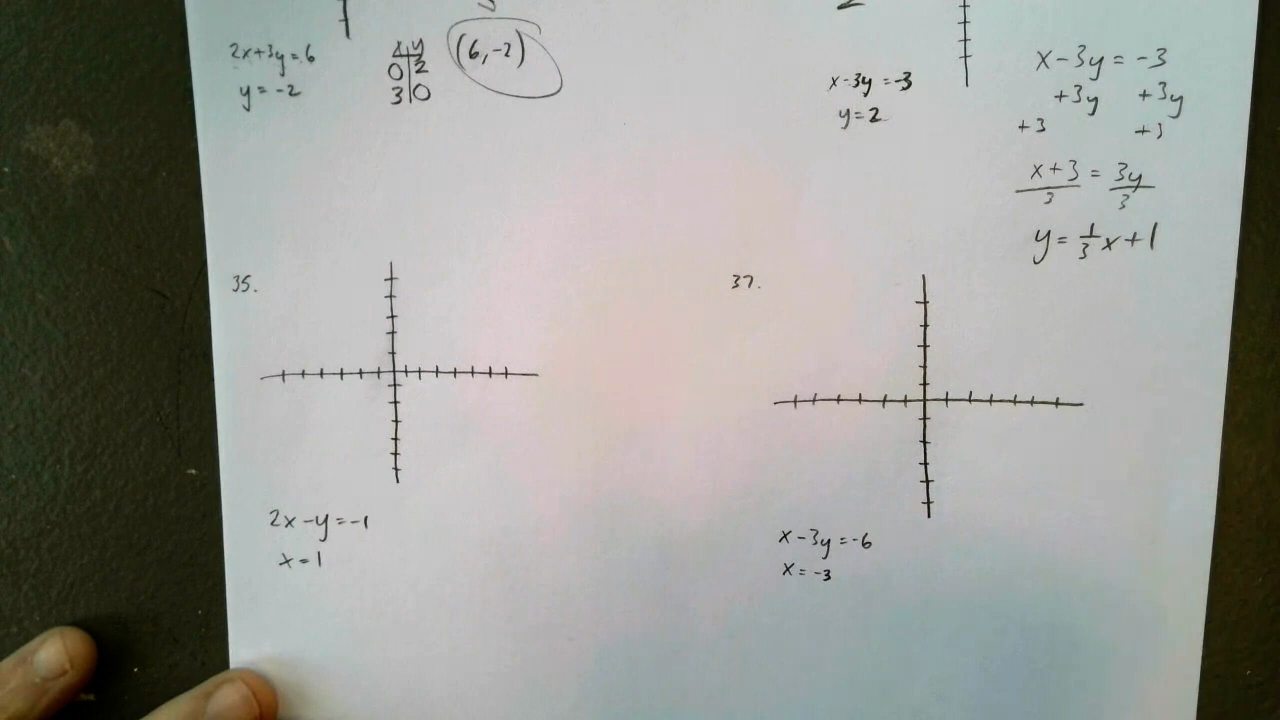 2x+3y=6
y=-2
x y
0 2
3 0
(6,-2)
x-3y=-3
y=2
x-3y=-3
+3y +3y
+3 +3
x+3 = 3y
3 3
y=1/3x+1
35.
37.
2x-y=-1
x=1
x-3y=-6
x=-3